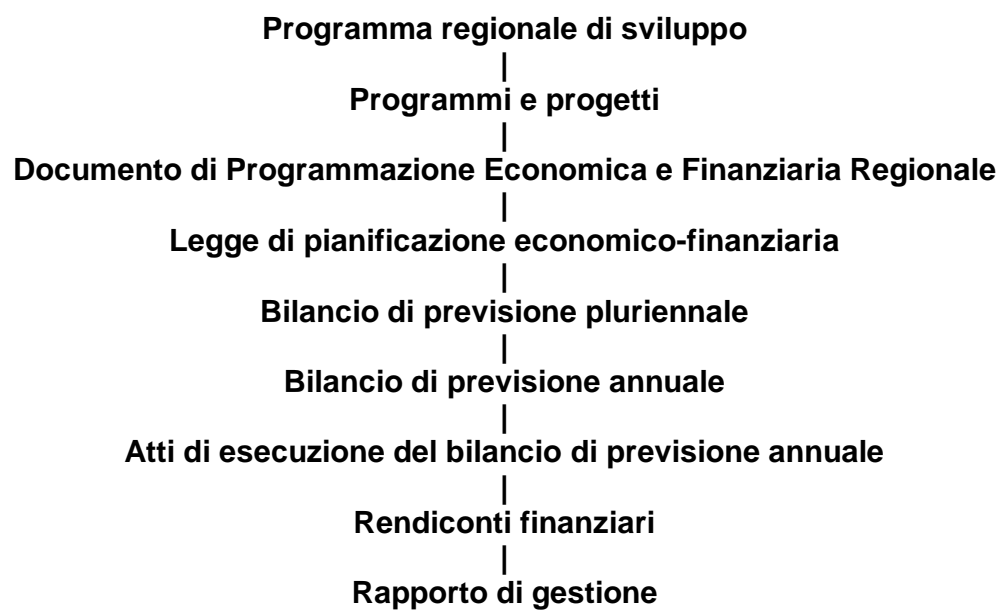 Programma regionale di sviluppo
Programmi e progetti
Documento di Programmazione Economica e Finanziaria Regionale
Legge di pianificazione economico-finanziaria
Bilancio di previsione pluriennale
Bilancio di previsione annuale
Atti di esecuzione del bilancio di previsione annuale
Rendiconti finanziari
Rapporto di gestione